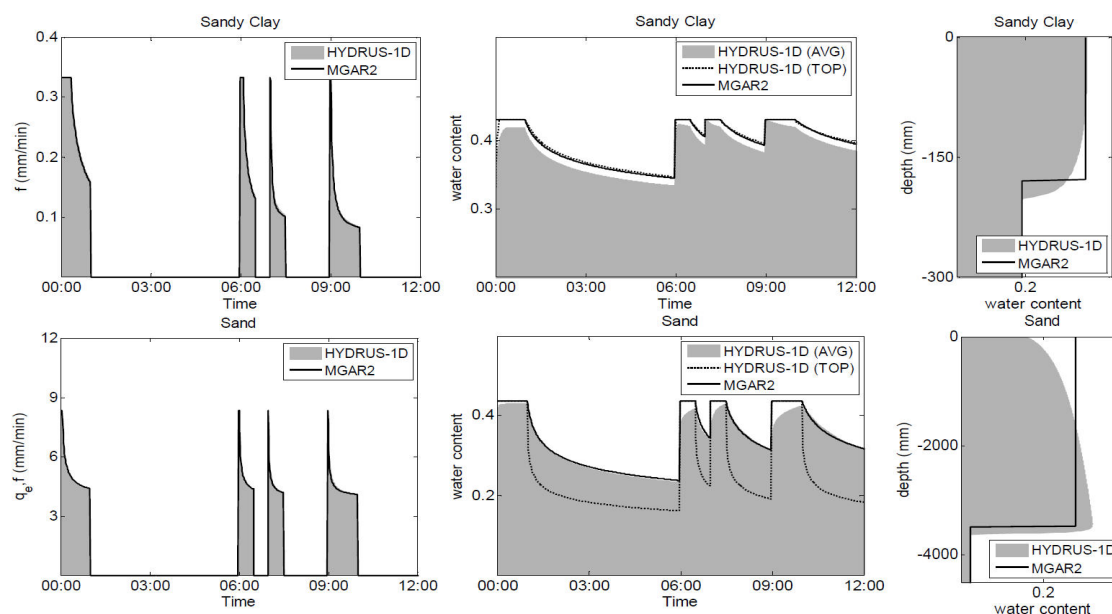 Sandy Clay
0.4
0.3
0.2
0.1
f (mm/min)
HYDRUS-1D
MGAR2
00:00 03:00 06:00 09:00 12:00
Time
Sandy Clay
0.4
0.3
water content
HYDRUS-1D (AVG)
HYDRUS-1D (TOP)
MGAR2
00:00 03:00 06:00 09:00 12:00
Time
Sandy Clay
0
-150
-300
depth (mm)
HYDRUS-1D
MGAR2
0.2
water content
Sand
12
9
6
3
q_e,f (mm/min)
HYDRUS-1D
MGAR2
00:00 03:00 06:00 09:00 12:00
Time
Sand
0.4
0.2
water content
HYDRUS-1D (AVG)
HYDRUS-1D (TOP)
MGAR2
00:00 03:00 06:00 09:00 12:00
Time
Sand
0
-2000
-4000
depth (mm)
HYDRUS-1D
MGAR2
0.2
water content